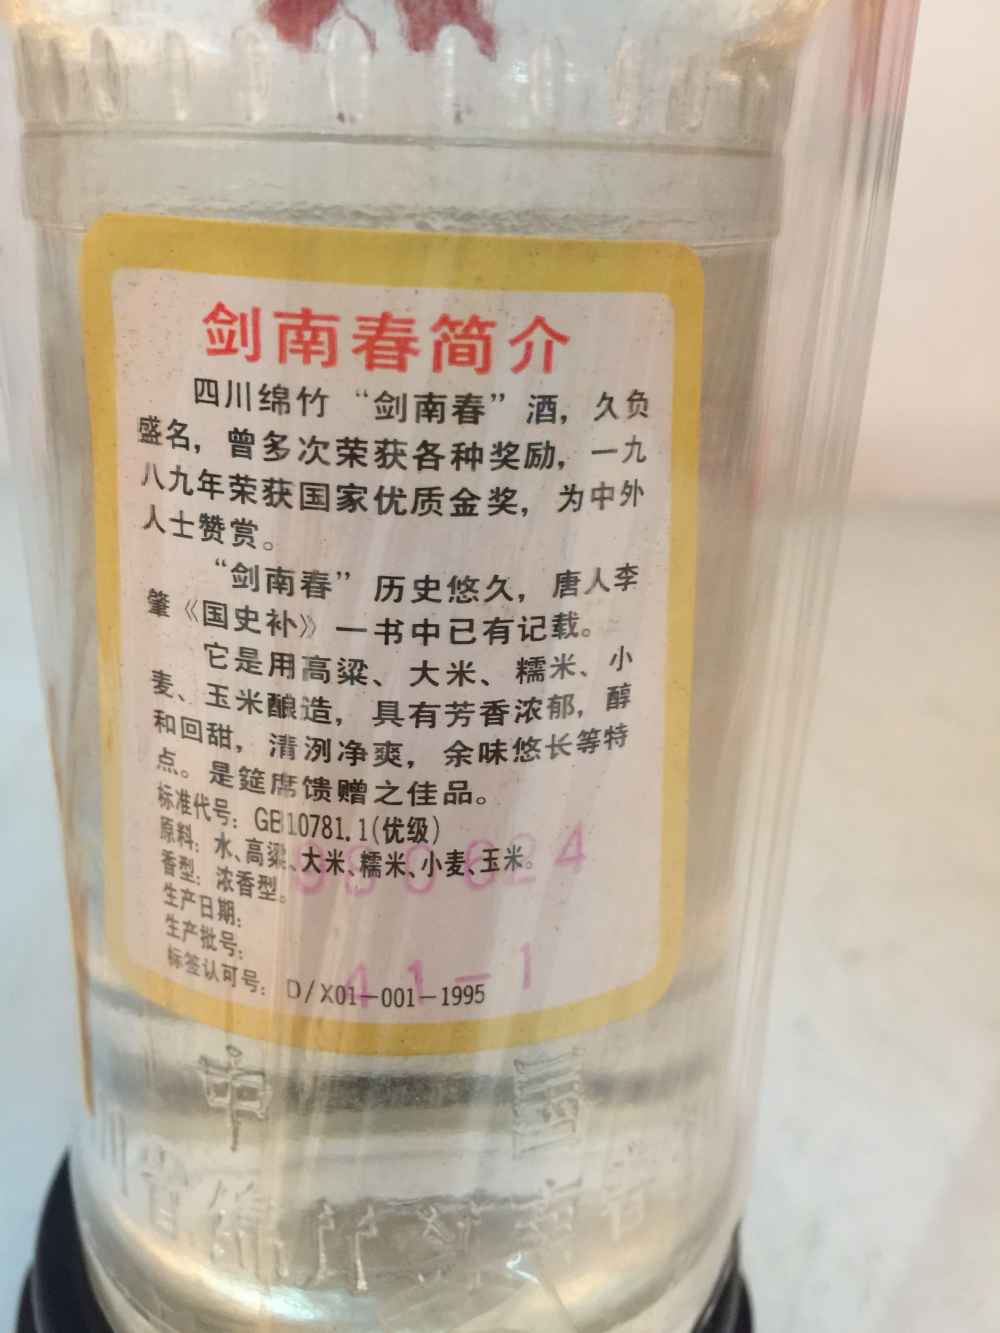 剑南春简介
四川绵竹“剑南春”酒，久负
盛名，曾多次荣获各种奖励，一九
八九年荣获国家优质金奖，为中外
人士赞赏。
“剑南春”历史悠久，唐人李
肇《国史补》一书中已有记载。
它是用高粱、大米、糯米、小
麦、玉米酿造，具有芳香浓郁，醇
和回甜，清洌净爽，余味悠长等特
点。是筵席馈赠之佳品。
标准代号：GB10781.1(优级)
原料：水、高粱、大米、糯米、小麦、玉米。
香型：浓香型。
生产日期：
生产批号：
41-1
标签认可号：D/X01-001-1995
中